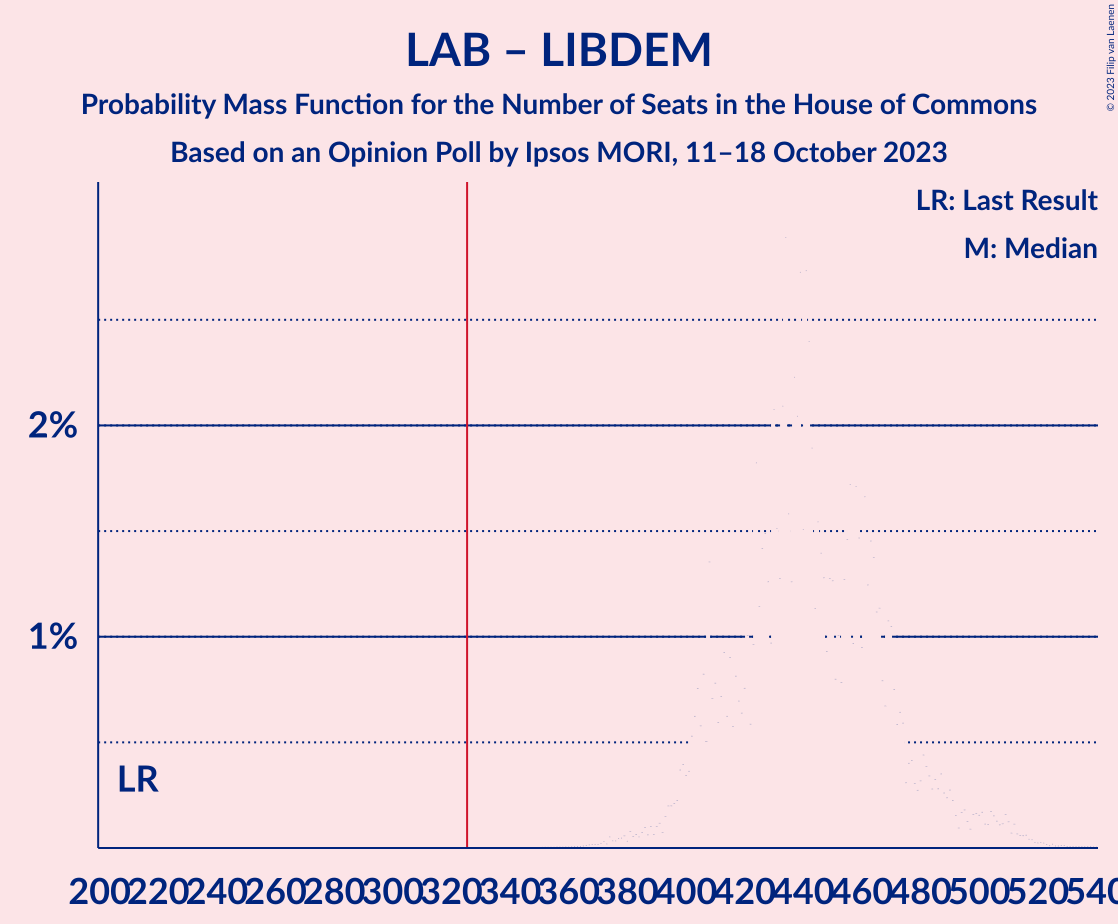 LAB – LIBDEM
Probability Mass Function for the Number of Seats in the House of Commons
Based on an Opinion Poll by Ipsos MORI, 11–18 October 2023
© 2023 Filip van Laenen
LR: Last Result
M: Median
2%
1%
LR
200 220 240 260 280 300 320 340 360 380 400 420 440 460 480 500 520 540